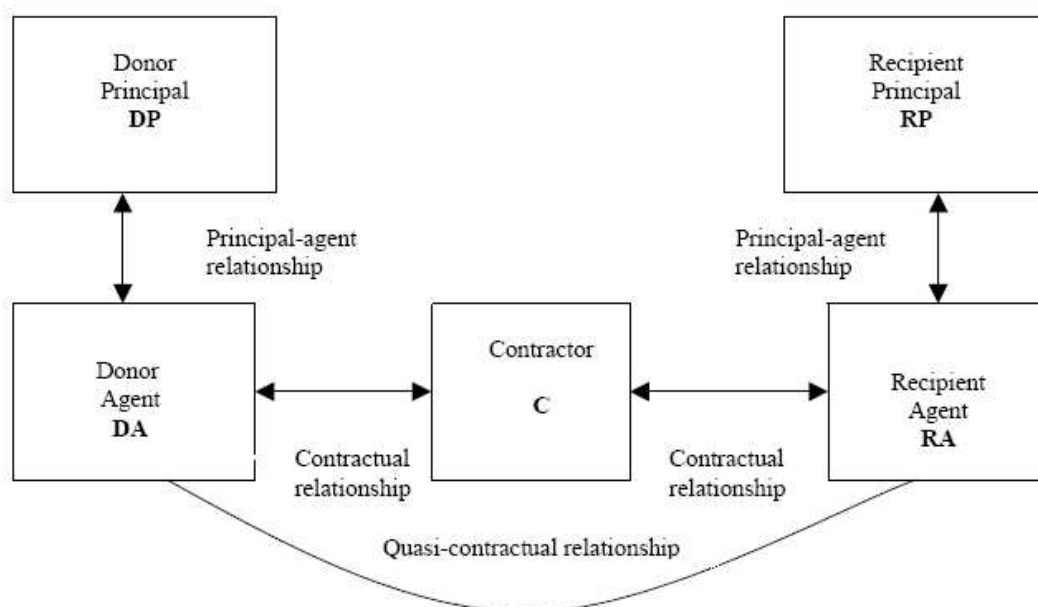 Donor
Principal
DP
Recipient
Principal
RP
Principal-agent
relationship
Principal-agent
relationship
Donor
Agent
DA
Contractor
C
Recipient
Agent
RA
Contractual
relationship
Contractual
relationship
Quasi-contractual relationship